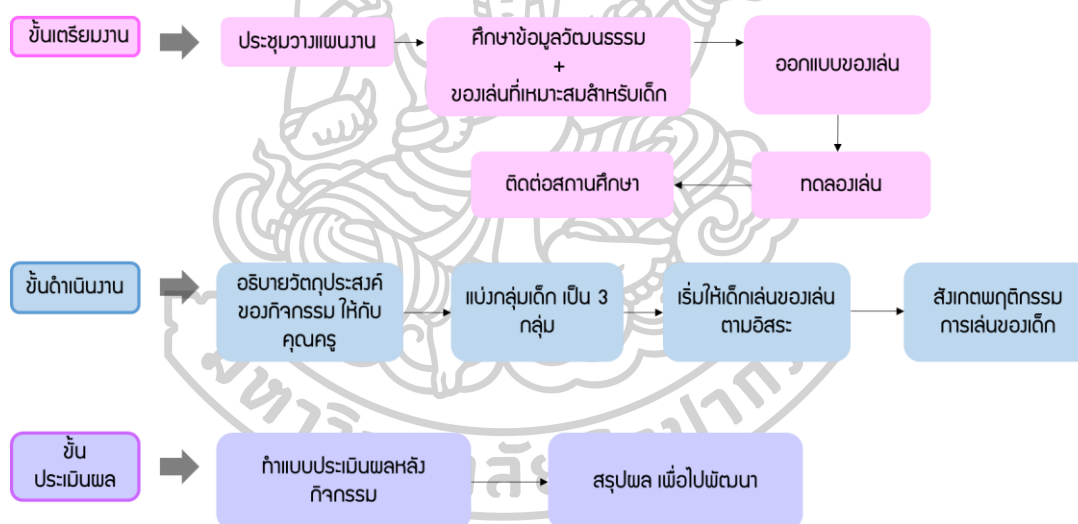 ขั้นเตรียมงาน
ประชุมวางแผนงาน
ศึกษาข้อมูลวัฒนธรรม
+
ของเล่นที่เหมาะสมสำหรับเด็ก
ออกแบบของเล่น
ทดลองเล่น
ติดต่อสถานศึกษา
ขั้นดำเนินงาน
อธิบายวัตถุประสงค์
ของกิจกรรม ให้กับ
คุณครู
แบ่งกลุ่มเด็ก เป็น 3
กลุ่ม
เริ่มให้เด็กเล่นของเล่น
ตามอิสระ
สังเกตพฤติกรรม
การเล่นของเด็ก
ขั้น
ประเมินผล
ทำแบบประเมินผลหลัง
กิจกรรม
สรุปผล เพื่อไปพัฒนา